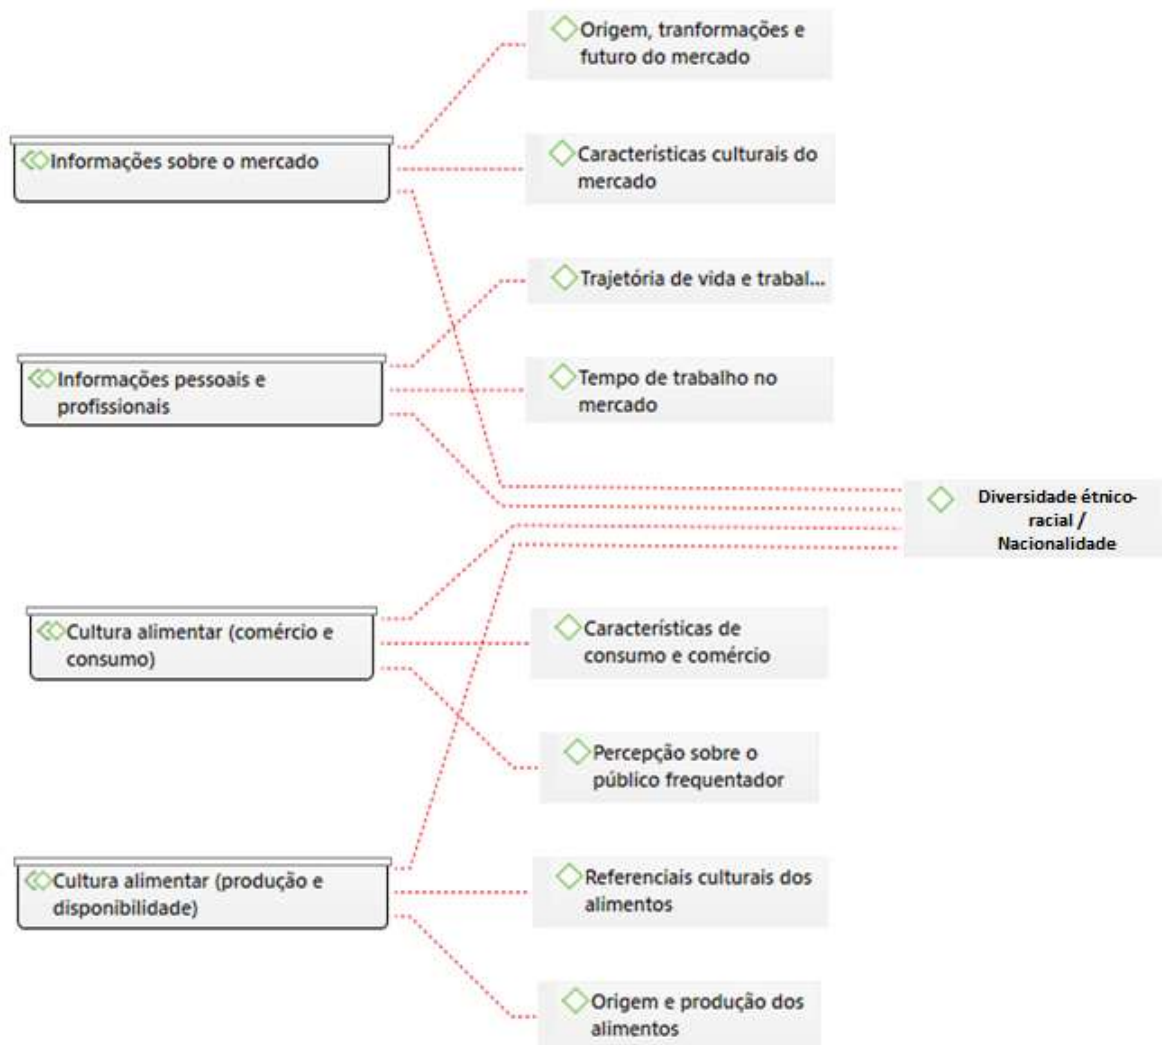 Origem, tranformações e
futuro do mercado
Informações sobre o mercado
Características culturais do
mercado
Trajetória de vida e trabal...
Informações pessoais e
profissionais
Tempo de trabalho no
mercado
Diversidade étnico-
racial /
Nacionalidade
Cultura alimentar (comércio e
consumo)
Características de
consumo e comércio
Percepção sobre o
público frequentador
Cultura alimentar (produção e
disponibilidade)
Referenciais culturais dos
alimentos
Origem e produção dos
alimentos